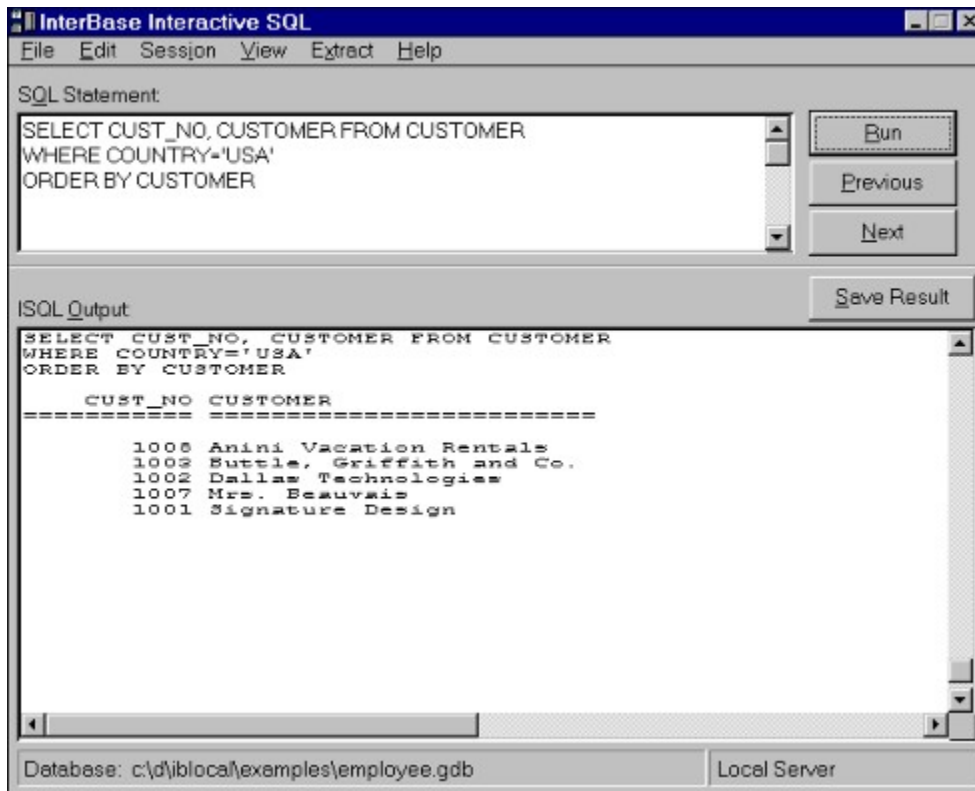 InterBase Interactive SQL
File Edit Session View Extract Help
SQL Statement:
SELECT CUST_NO, CUSTOMER FROM CUSTOMER
WHERE COUNTRY='USA'
ORDER BY CUSTOMER
Run
Previous
Next
Save Result
ISQL Output:
SELECT CUST_NO, CUSTOMER FROM CUSTOMER
WHERE COUNTRY='USA'
ORDER BY CUSTOMER
CUST_NO CUSTOMER
=========== =========================
1008 Anini Vacation Rentals
1003 Buttle, Griffith and Co.
1002 Dallas Technologies
1007 Mrs. Beauvais
1001 Signature Design
Database: c:\d\iblocal\examples\employee.gdb
Local Server